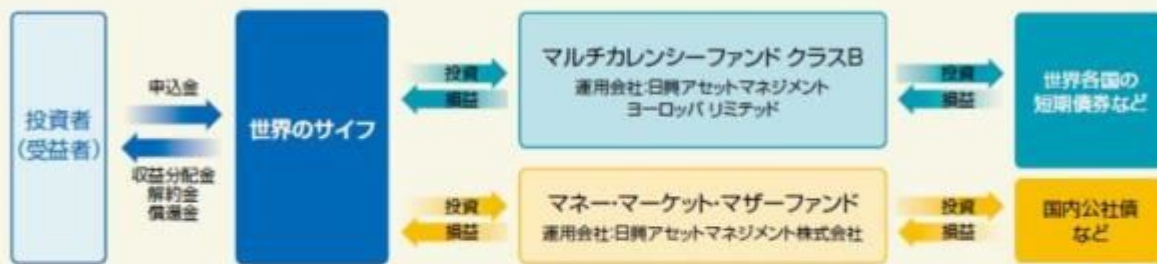 投資者
(受益者)
申込金
収益分配金
解約金
償還金
世界のサイフ
投資
損益
マルチカレンシーファンド クラスB
運用会社:日興アセットマネジメント
ヨーロッパ リミテッド
投資
損益
世界各国の
短期債券など
投資
損益
マネー・マーケット・マザーファンド
運用会社:日興アセットマネジメント株式会社
投資
損益
国内公社債
など